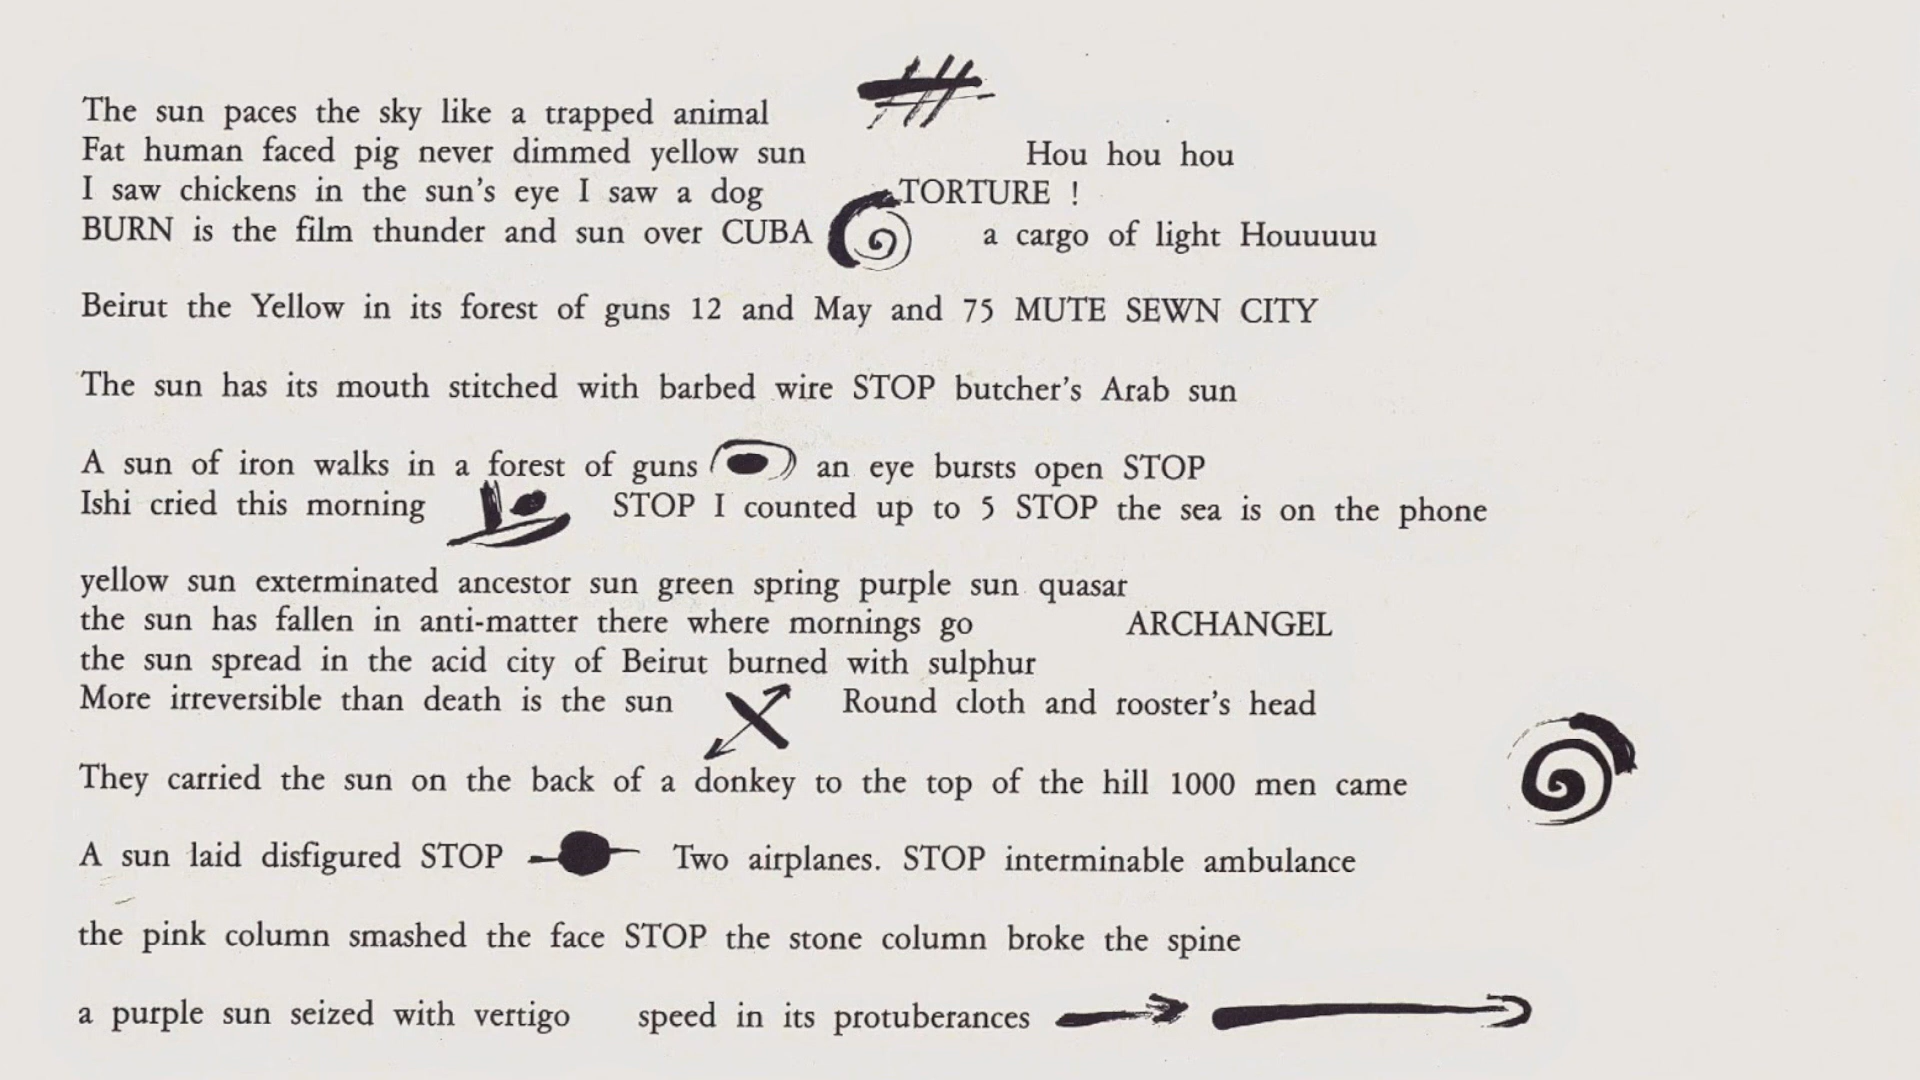 The sun paces the sky like a trapped animal
Fat human faced pig never dimmed yellow sun Hou hou hou
I saw chickens in the sun's eye I saw a dog TORTURE !
BURN is the film thunder and sun over CUBA a cargo of light Houuuuu
Beirut the Yellow in its forest of guns 12 and May and 75 MUTE SEWN CITY
The sun has its mouth stitched with barbed wire STOP butcher's Arab sun
A sun of iron walks in a forest of guns an eye bursts open STOP
Ishi cried this morning STOP I counted up to 5 STOP the sea is on the phone
yellow sun exterminated ancestor sun green spring purple sun quasar
the sun has fallen in anti-matter there where mornings go ARCHANGEL
the sun spread in the acid city of Beirut burned with sulphur
More irreversible than death is the sun Round cloth and rooster's head
They carried the sun on the back of a donkey to the top of the hill 1000 men came
A sun laid disfigured STOP Two airplanes. STOP interminable ambulance
the pink column smashed the face STOP the stone column broke the spine
a purple sun seized with vertigo speed in its protuberances